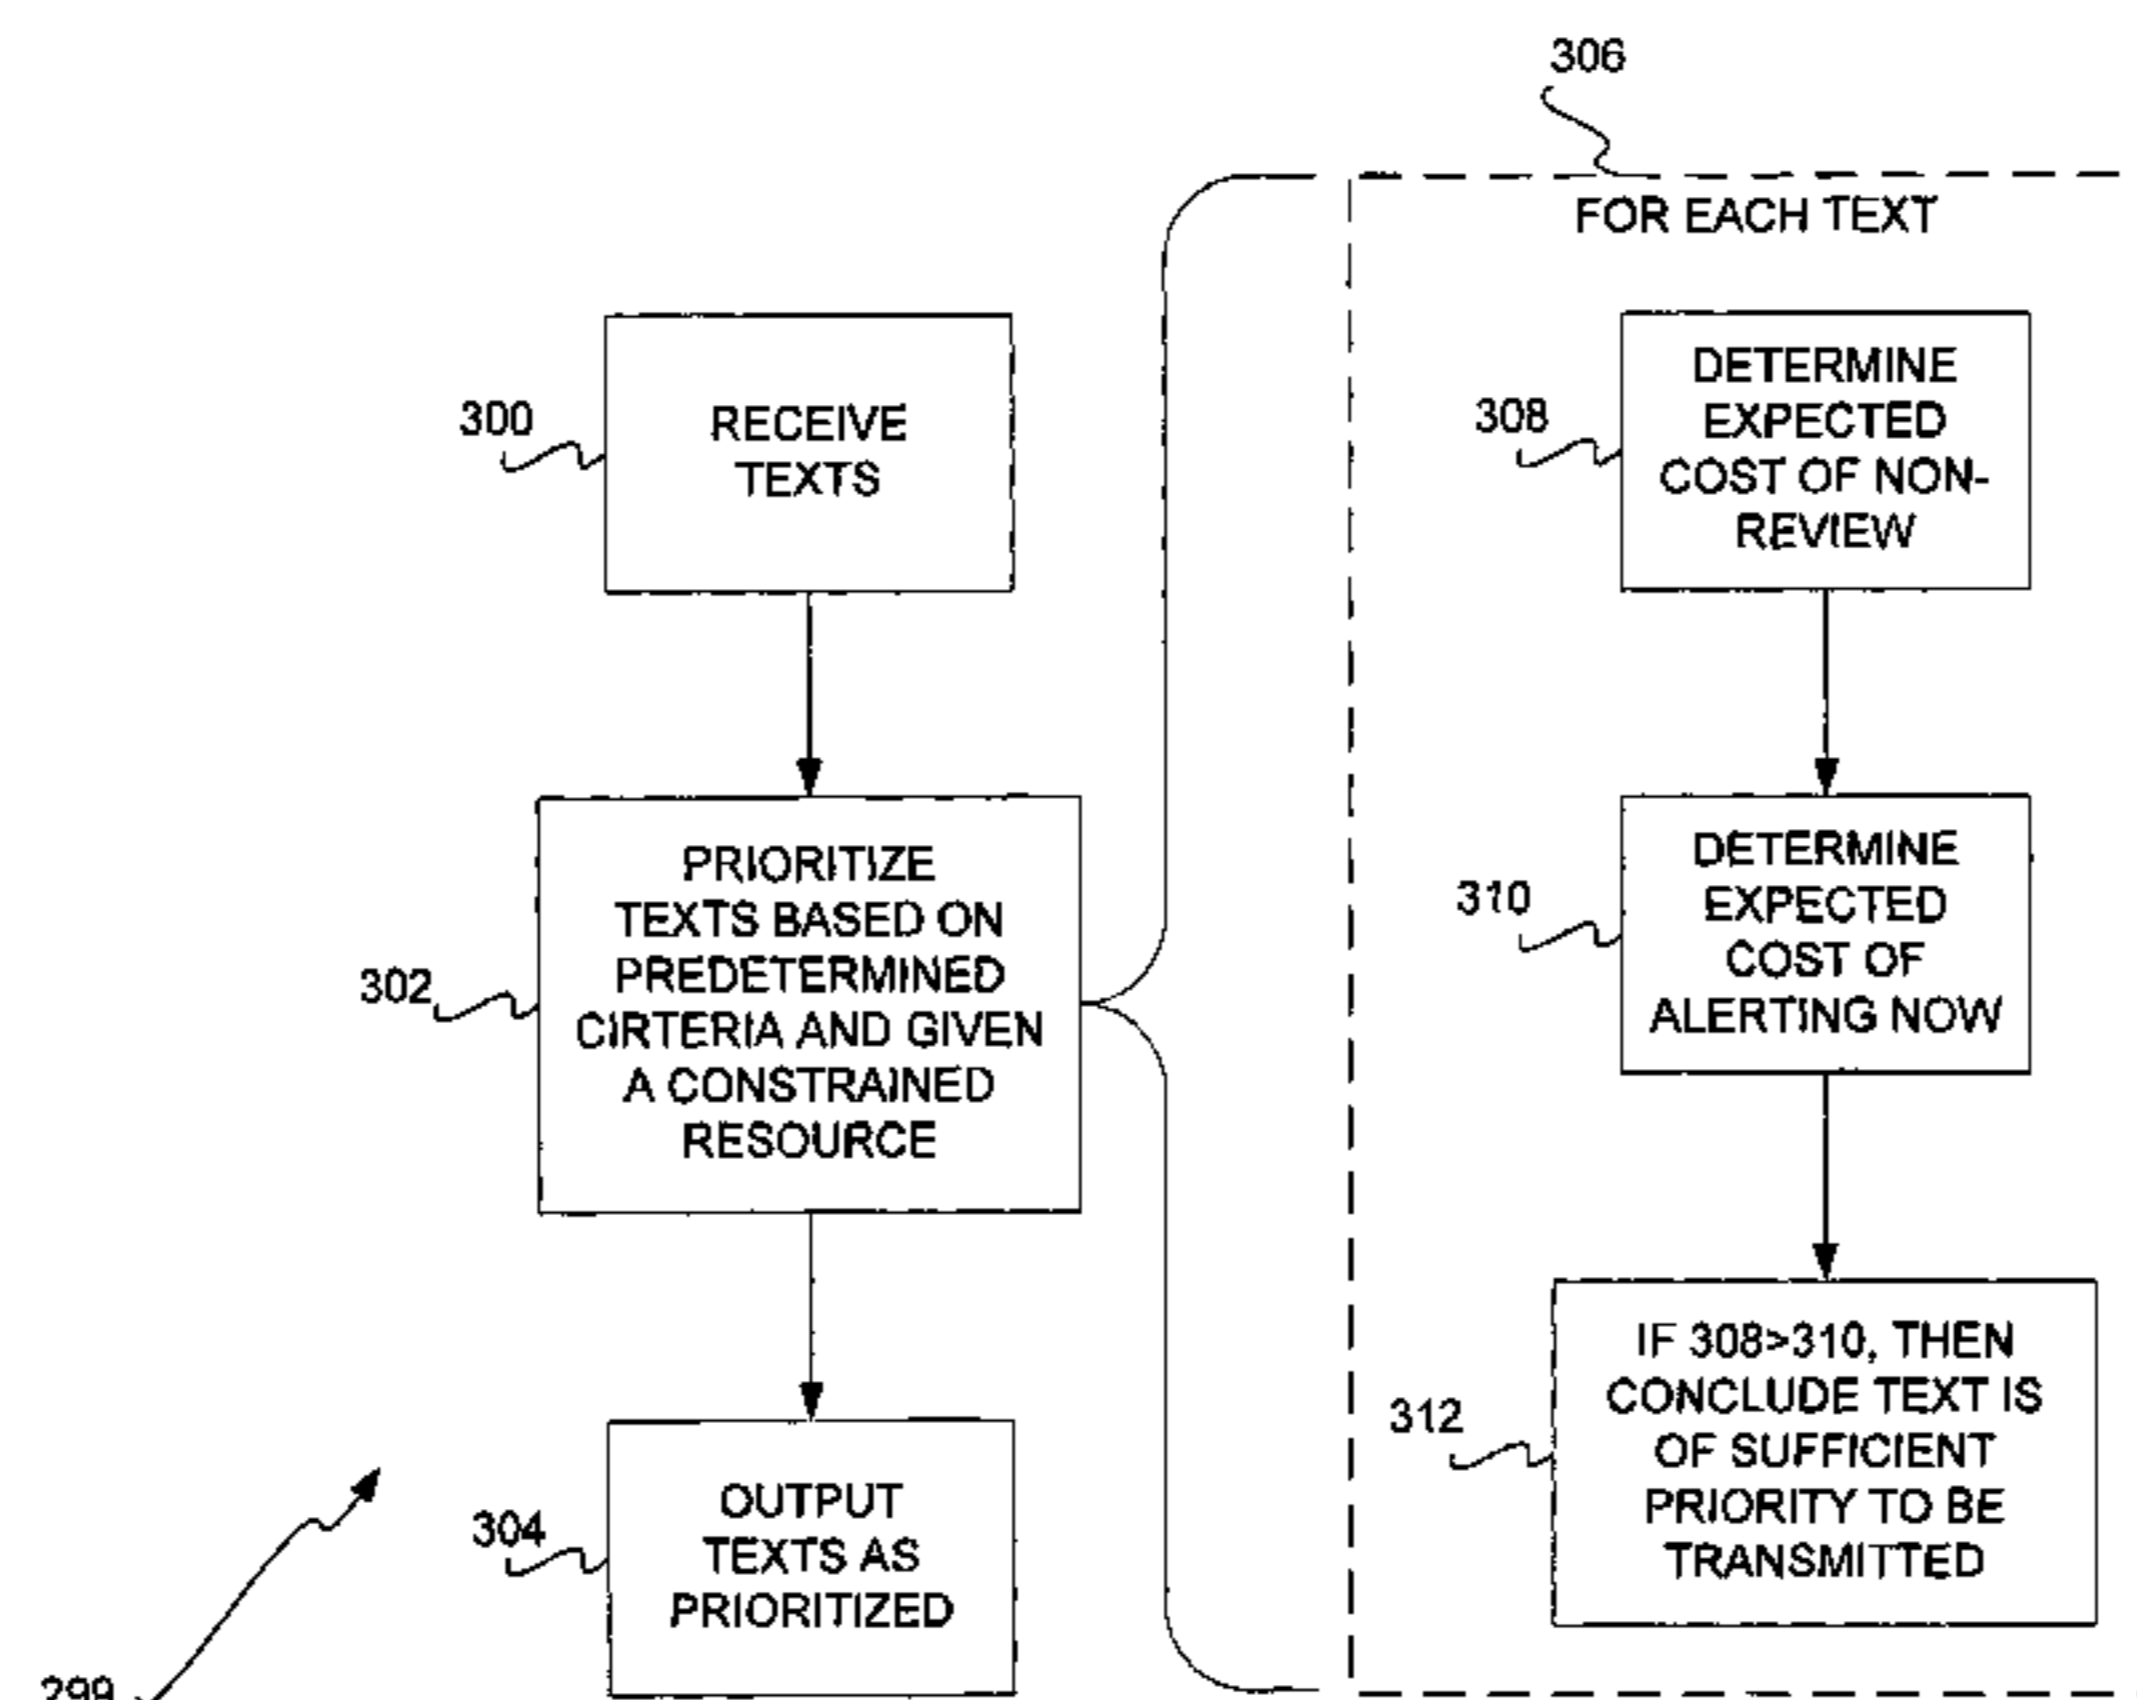 306
FOR EACH TEXT
300
RECEIVE
TEXTS
308
DETERMINE
EXPECTED
COST OF NON-
REVIEW
302
PRIORITIZE
TEXTS BASED ON
PREDETERMINED
CIRTERIA AND GIVEN
A CONSTRAINED
RESOURCE
310
DETERMINE
EXPECTED
COST OF
ALERTING NOW
304
OUTPUT
TEXTS AS
PRIORITIZED
312
IF 308>310, THEN
CONCLUDE TEXT IS
OF SUFFICIENT
PRIORITY TO BE
TRANSMITTED
299